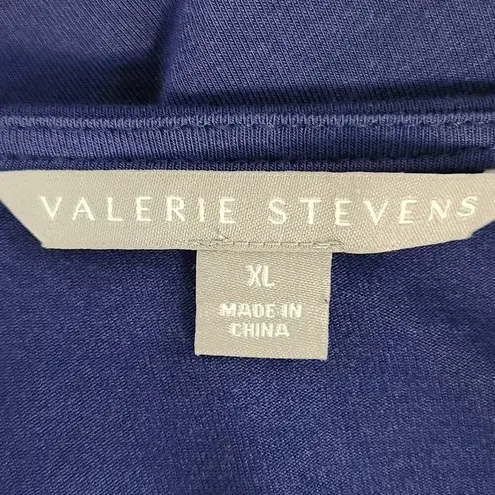 VALERIE STEVENS
XL
MADE IN
CHINA